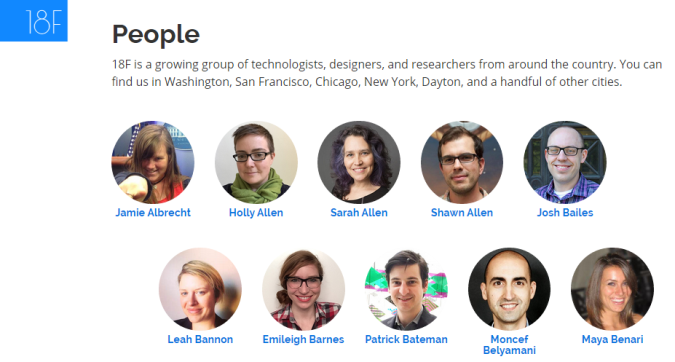 18F
People
18F is a growing group of technologists, designers, and researchers from around the country. You can
find us in Washington, San Francisco, Chicago, New York, Dayton, and a handful of other cities.
Jamie Albrecht
Holly Allen
Sarah Allen
Shawn Allen
Josh Bailes
Leah Bannon
Emileigh Barnes
Patrick Bateman
Moncef
Belyamani
Maya Benari